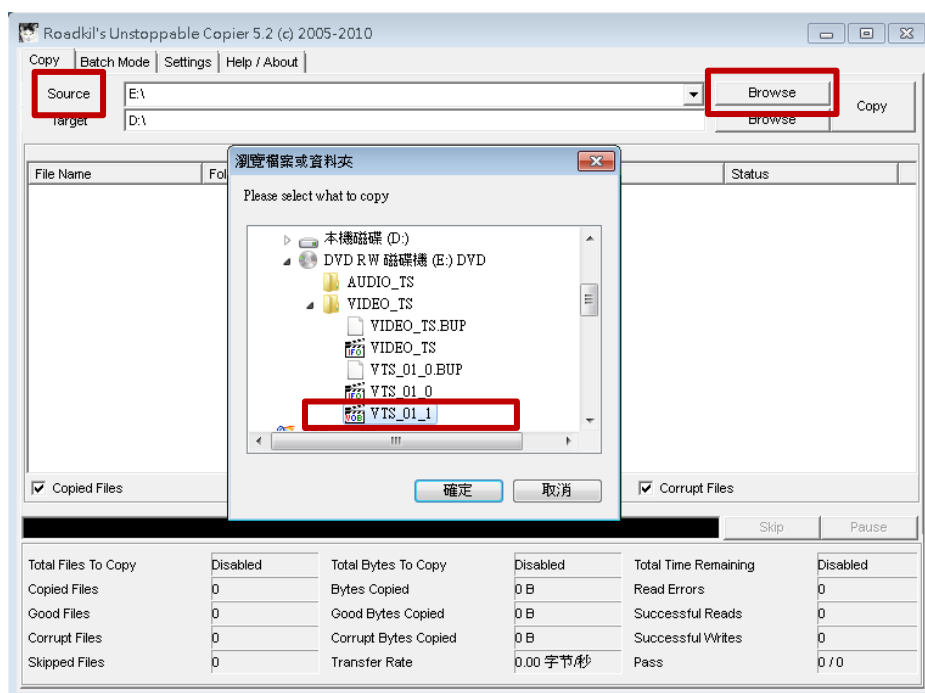 Roadkil's Unstoppable Copier 5.2 (c) 2005-2010
Copy Batch Mode Settings Help / About
Source E:\ Browse
Copy
Target D:\ Browse
瀏覽檔案或資料夾
File Name Fol Status
Please select what to copy
本機磁碟 (D:)
DVD RW 磁碟機 (E:) DVD
AUDIO_TS
VIDEO_TS
VIDEO_TS.BUP
IFO VIDEO_TS
VTS_01_0.BUP
IFO VTS_01_0
VOB VTS_01_1
確定 取消
Copied Files Corrupt Files
Skip Pause
Total Files To Copy Disabled Total Bytes To Copy Disabled Total Time Remaining Disabled
Copied Files 0 Bytes Copied 0 B Read Errors 0
Good Files 0 Good Bytes Copied 0 B Successful Reads 0
Corrupt Files 0 Corrupt Bytes Copied 0 B Successful Writes 0
Skipped Files 0 Transfer Rate 0.00 字节/秒 Pass 0 / 0